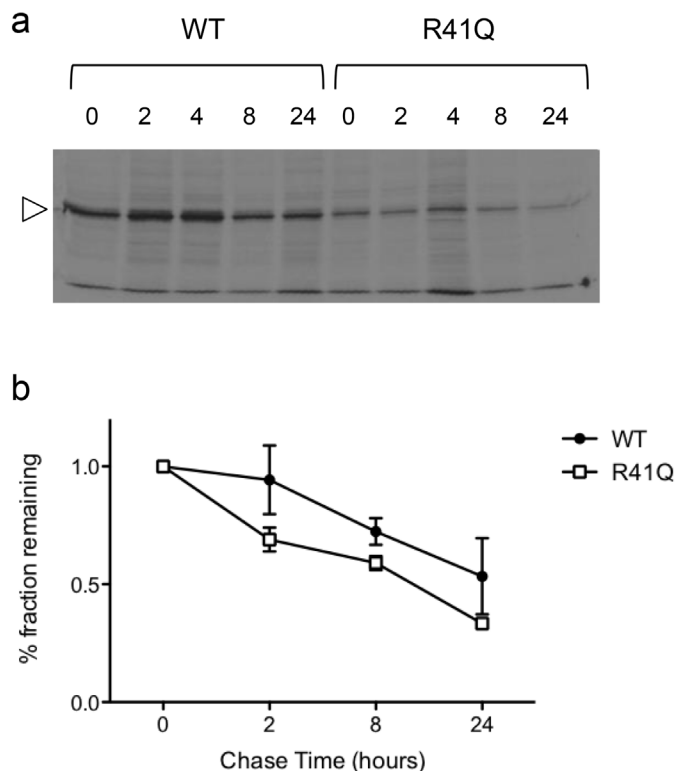 a
WT R41Q
0 2 4 8 24 0 2 4 8 24
b
% fraction remaining
1.0
0.5
0.0
0 2 8 24
Chase Time (hours)
WT
R41Q